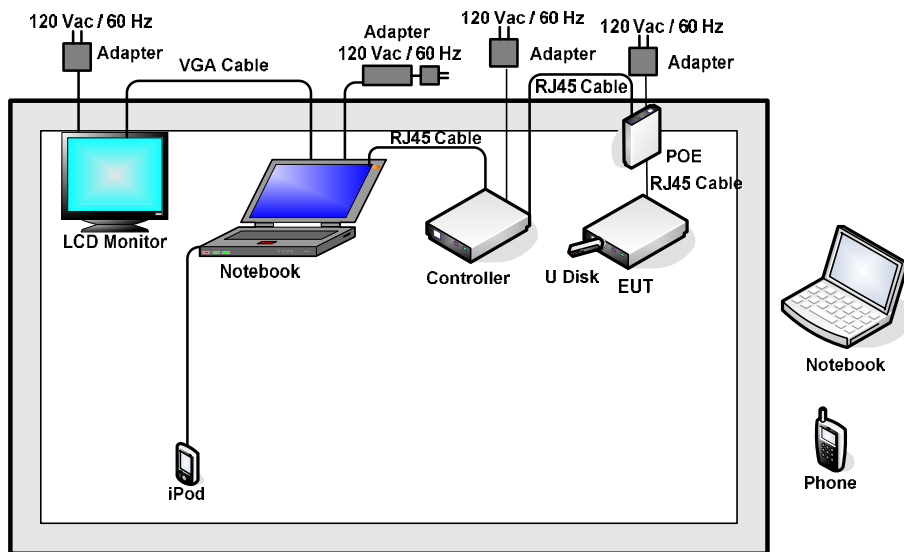 120 Vac / 60 Hz
Adapter
VGA Cable
Adapter
120 Vac / 60 Hz
120 Vac / 60 Hz
Adapter
120 Vac / 60 Hz
Adapter
RJ45 Cable
RJ45 Cable
POE
RJ45 Cable
LCD Monitor
Notebook
Controller
U Disk
EUT
Notebook
iPod
Phone